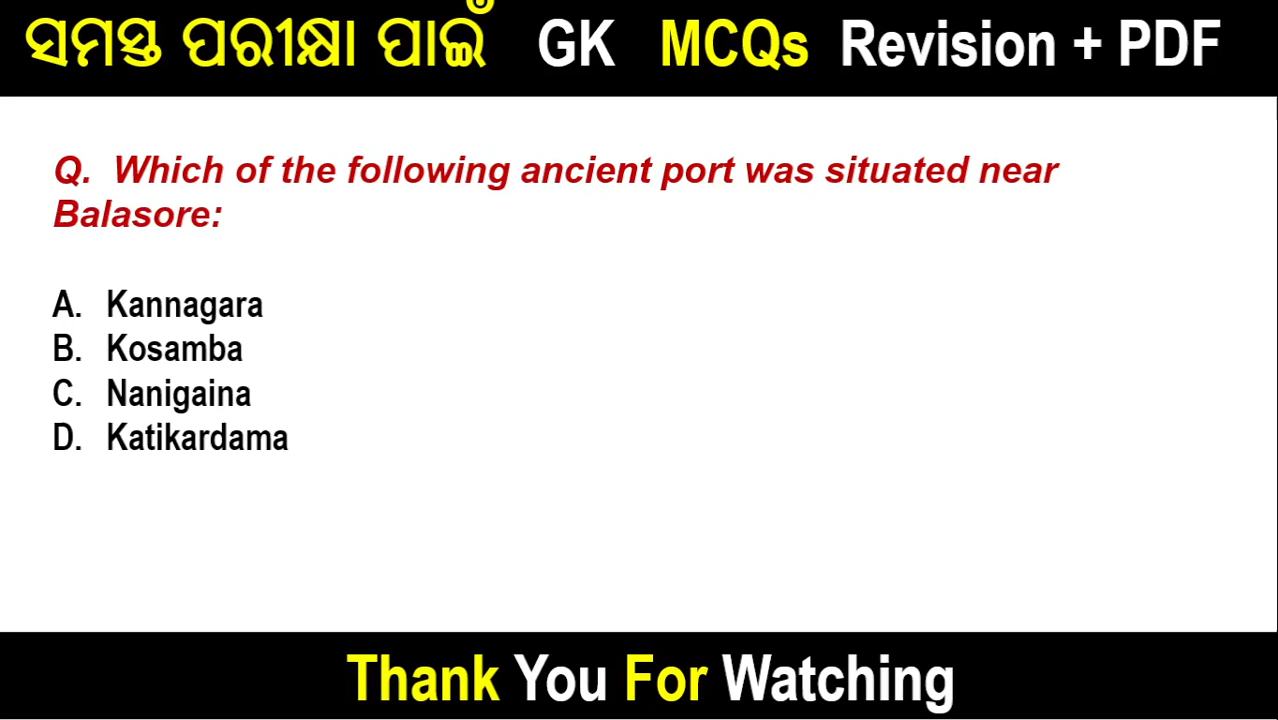 ସମସ୍ତ ପରୀକ୍ଷା ପାଇଁ GK MCQs Revision + PDF
Q. Which of the following ancient port was situated near
Balasore:
A. Kannagara
B. Kosamba
C. Nanigaina
D. Katikardama
Thank You For Watching